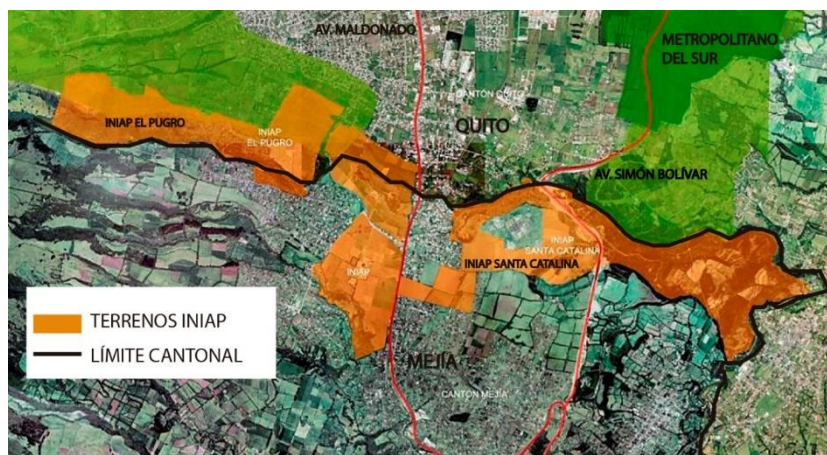 AV. MALDONADO
METROPOLITANO
DEL SUR
CANTÓN QUITO
QUITO
INIAP EL PUGRO
INIAP
EL PUGRO
AV. SIMÓN BOLÍVAR
INIAP
SANTA CATALINA
INIAP SANTA CATALINA
INIAP
TERRENOS INIAP
LÍMITE CANTONAL
MEJÍA
CANTÓN MEJÍA